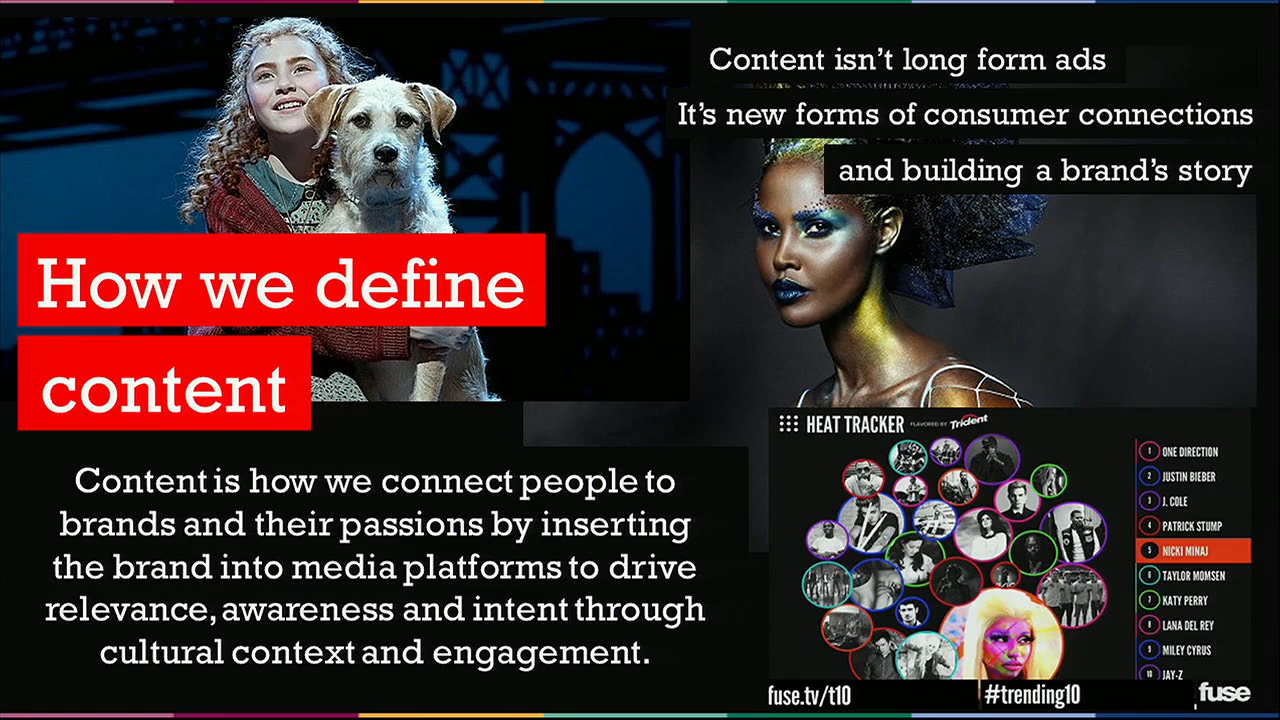 Content isn't long form ads
It's new forms of consumer connections
and building a brand's story
How we define
content
Content is how we connect people to
brands and their passions by inserting
the brand into media platforms to drive
relevance, awareness and intent through
cultural context and engagement.
HEAT TRACKER FLAVORED BY Trident
1 ONE DIRECTION
2 JUSTIN BIEBER
3 J. COLE
4 PATRICK STUMP
5 NICKI MINAJ
6 TAYLOR MOMSEN
7 KATY PERRY
8 LANA DEL REY
9 MILEY CYRUS
10 JAY-Z
fuse.tv/t10 #trending10 fuse